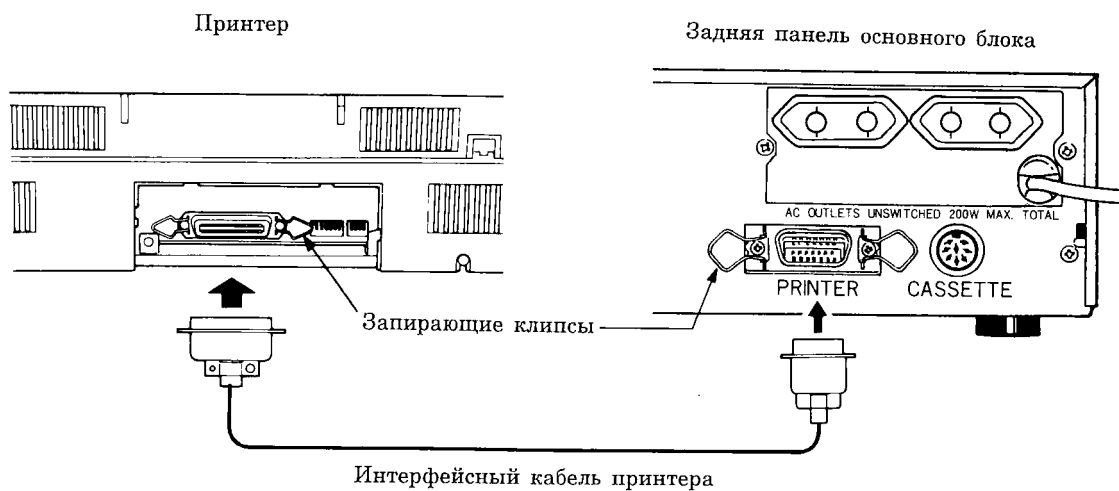 Принтер
Задняя панель основного блока
AC OUTLETS UNSWITCHED 200W MAX. TOTAL
PRINTER
CASSETTE
Запирающие клипсы
Интерфейсный кабель принтера